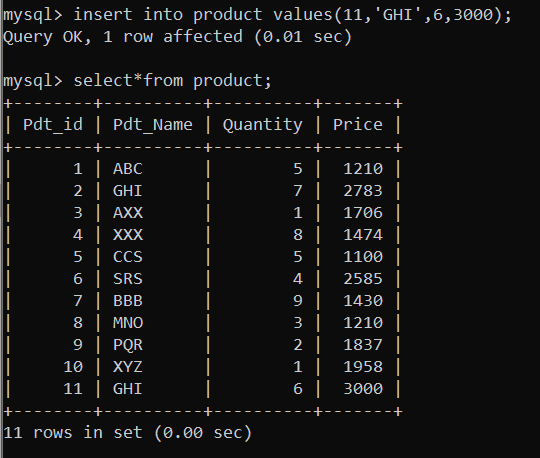 mysql> insert into product values(11,'GHI',6,3000);
Query OK, 1 row affected (0.01 sec)
mysql> select*from product;
+--------+----------+----------+-------+
| Pdt_id | Pdt_Name | Quantity | Price |
+--------+----------+----------+-------+
|      1 | ABC      |        5 |  1210 |
|      2 | GHI      |        7 |  2783 |
|      3 | AXX      |        1 |  1706 |
|      4 | XXX      |        8 |  1474 |
|      5 | CCS      |        5 |  1100 |
|      6 | SRS      |        4 |  2585 |
|      7 | BBB      |        9 |  1430 |
|      8 | MNO      |        3 |  1210 |
|      9 | PQR      |        2 |  1837 |
|     10 | XYZ      |        1 |  1958 |
|     11 | GHI      |        6 |  3000 |
+--------+----------+----------+-------+
11 rows in set (0.00 sec)